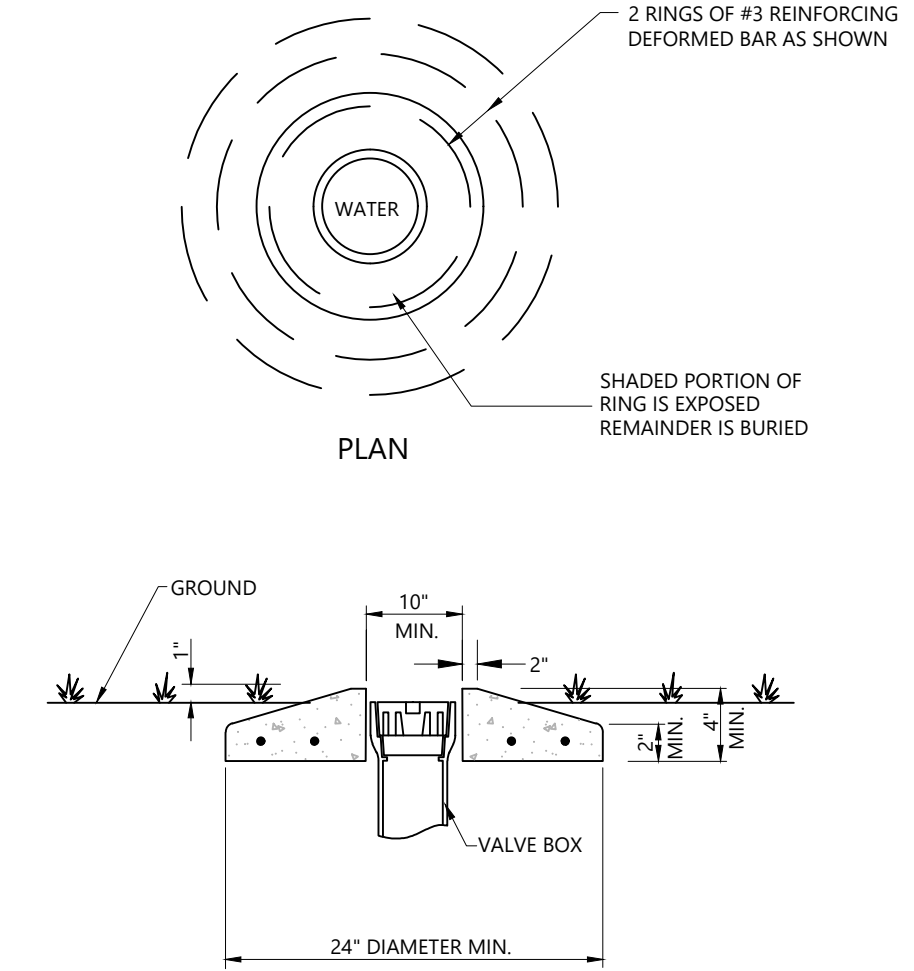 2 RINGS OF #3 REINFORCING
DEFORMED BAR AS SHOWN
WATER
SHADED PORTION OF
RING IS EXPOSED
REMAINDER IS BURIED
PLAN
GROUND
10"
MIN.
1"
2"
2"
MIN.
4"
MIN.
VALVE BOX
24" DIAMETER MIN.